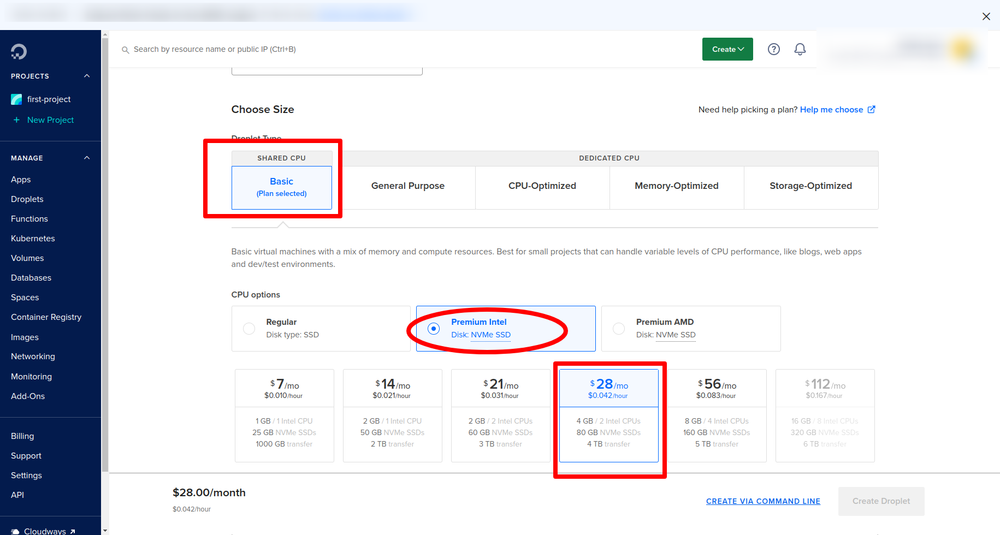 Search by resource name or public IP (Ctrl+B)
Create
?
PROJECTS
first-project
+ New Project
MANAGE
Apps
Droplets
Functions
Kubernetes
Volumes
Databases
Spaces
Container Registry
Images
Networking
Monitoring
Add-Ons
Billing
Support
Settings
API
Cloudways
Choose Size
Need help picking a plan? Help me choose
Droplet Type
SHARED CPU
DEDICATED CPU
Basic
(Plan selected)
General Purpose
CPU-Optimized
Memory-Optimized
Storage-Optimized
Basic virtual machines with a mix of memory and compute resources. Best for small projects that can handle variable levels of CPU performance, like blogs, web apps
and dev/test environments.
CPU options
Regular
Disk type: SSD
Premium Intel
Disk: NVMe SSD
Premium AMD
Disk: NVMe SSD
$7/mo
$0.010/hour
1 GB / 1 Intel CPU
25 GB NVMe SSDs
1000 GB transfer
$14/mo
$0.021/hour
2 GB / 1 Intel CPU
50 GB NVMe SSDs
2 TB transfer
$21/mo
$0.031/hour
2 GB / 2 Intel CPUs
60 GB NVMe SSDs
3 TB transfer
$28/mo
$0.042/hour
4 GB / 2 Intel CPUs
80 GB NVMe SSDs
4 TB transfer
$56/mo
$0.083/hour
8 GB / 4 Intel CPUs
160 GB NVMe SSDs
5 TB transfer
$112/mo
$0.167/hour
16 GB / 8 Intel CPUs
320 GB NVMe SSDs
6 TB transfer
$28.00/month
$0.042/hour
CREATE VIA COMMAND LINE
Create Droplet